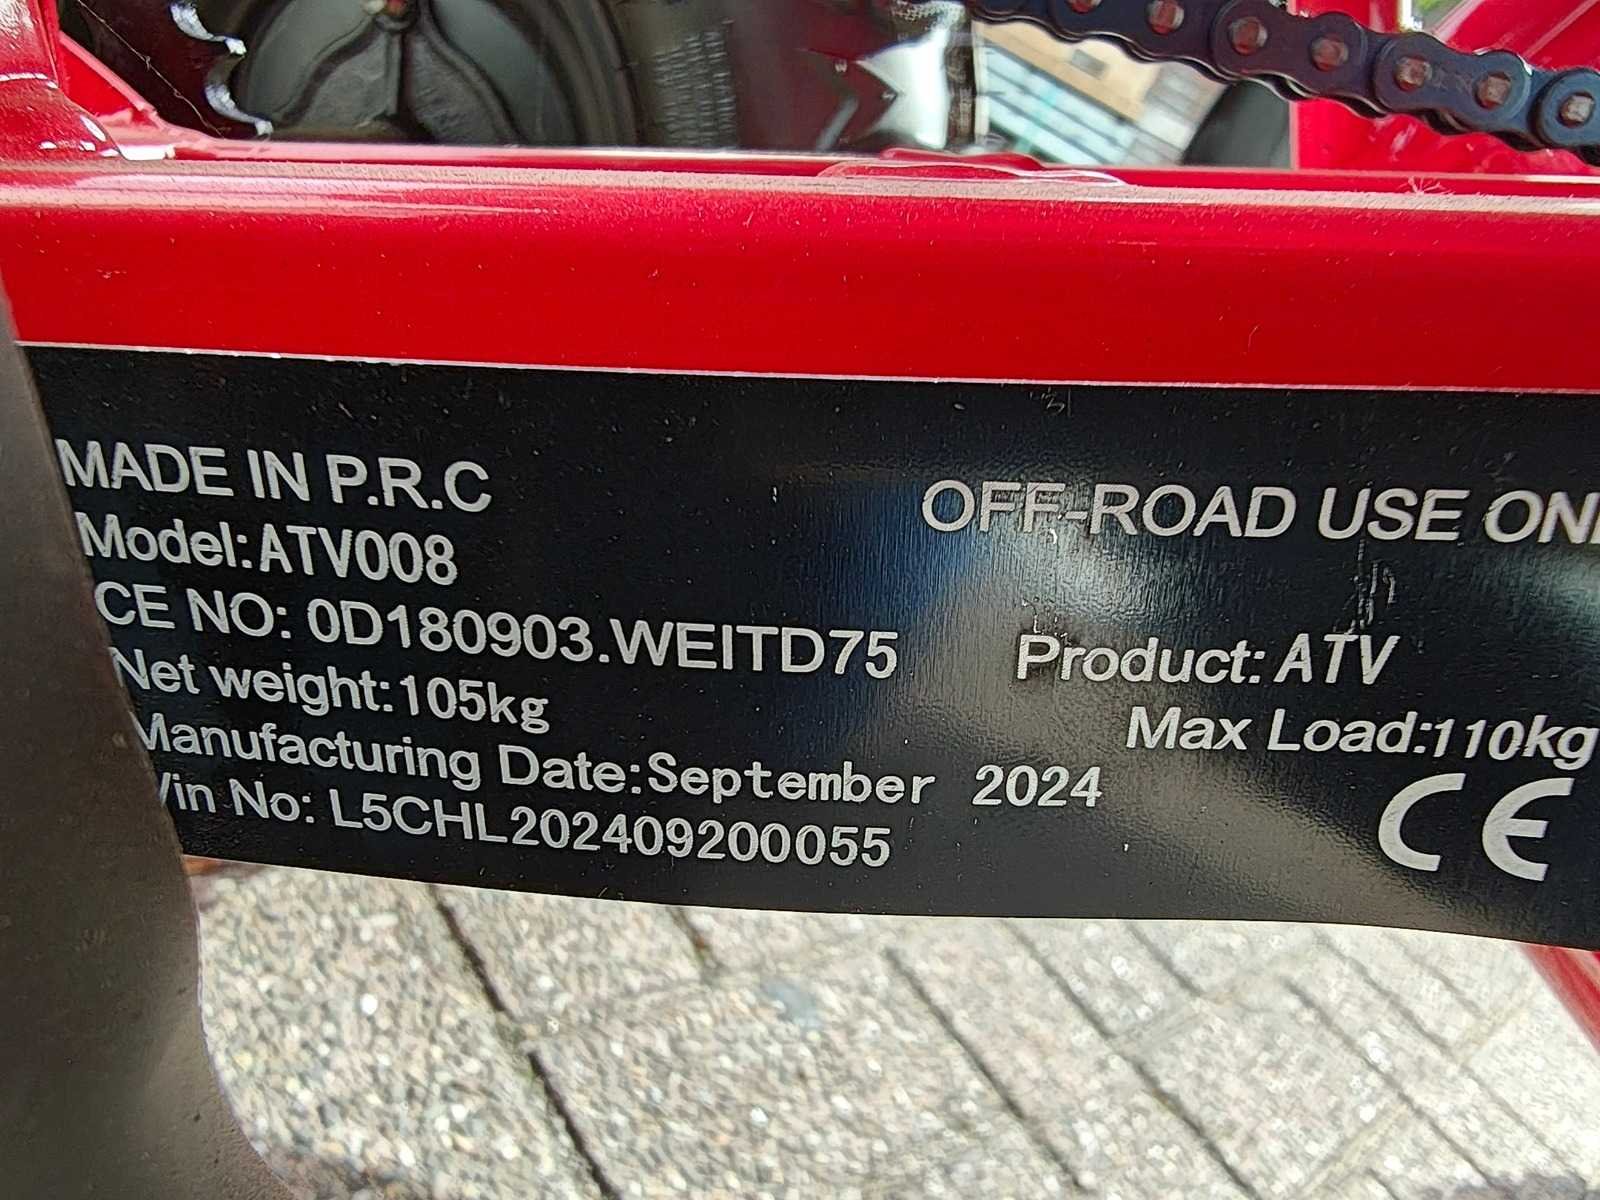 MADE IN P.R.C
OFF-ROAD USE
Model:ATV008
CE NO: 0D180903.WEITD75
Product: ATV
Net weight:105kg
Max Load:110kg
Manufacturing Date:September 2024
Vin No: L5CHL202409200055
CE